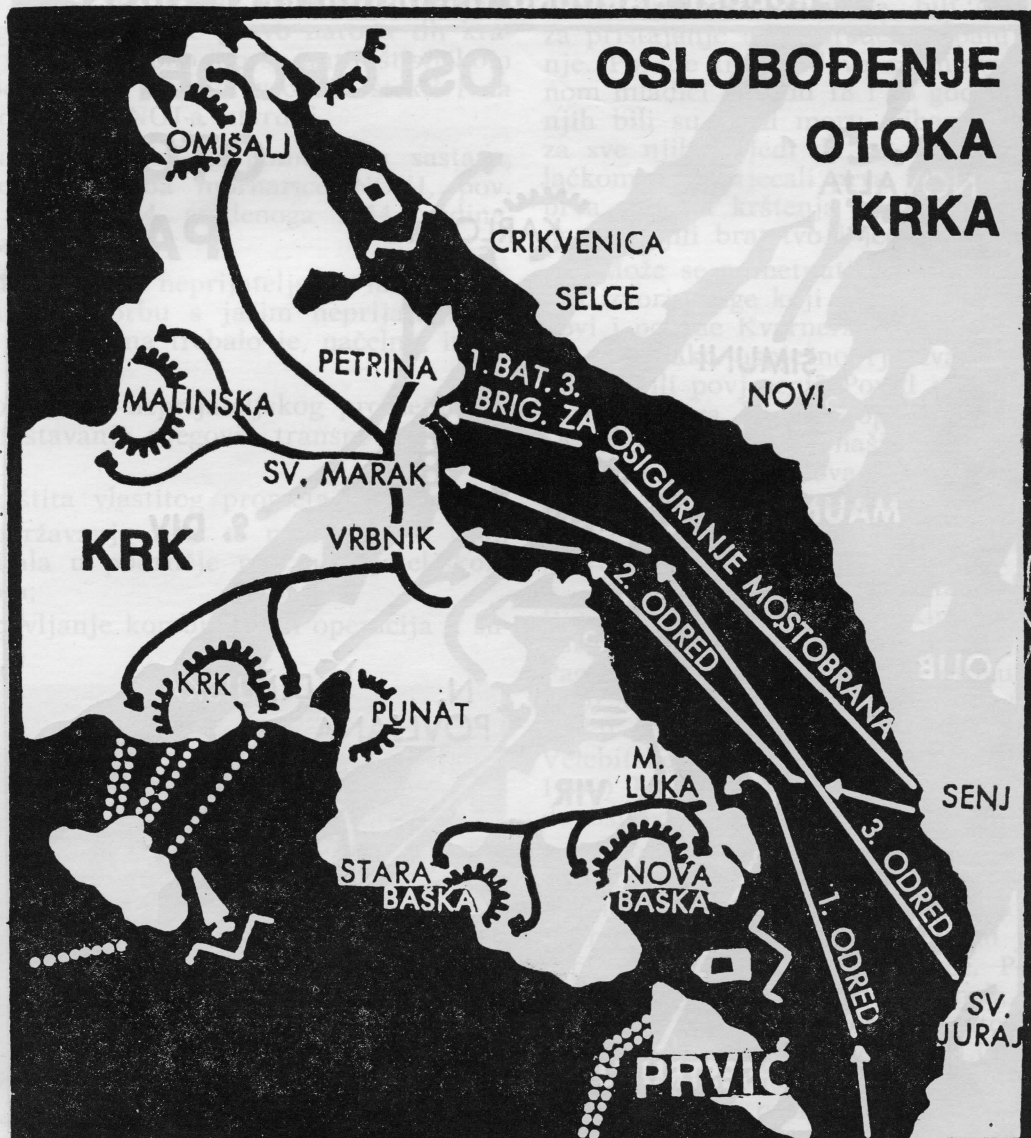 OSLOBOĐENJE
OTOKA
KRKA
OMIŠALJ
CRIKVENICA
SELCE
PETRINA
1. BAT. 3.
BRIG. ZA OSIGURANJE MOSTOBRANA
NOVI.
MALINSKA
SV. MARAK
VRBNIK
KRK
2. ODRED
KRK
PUNAT
M.
LUKA
SENJ
3. ODRED
STARA
BAŠKA
NOVA
BAŠKA
1. ODRED
SV.
JURAJ
PRVIĆ